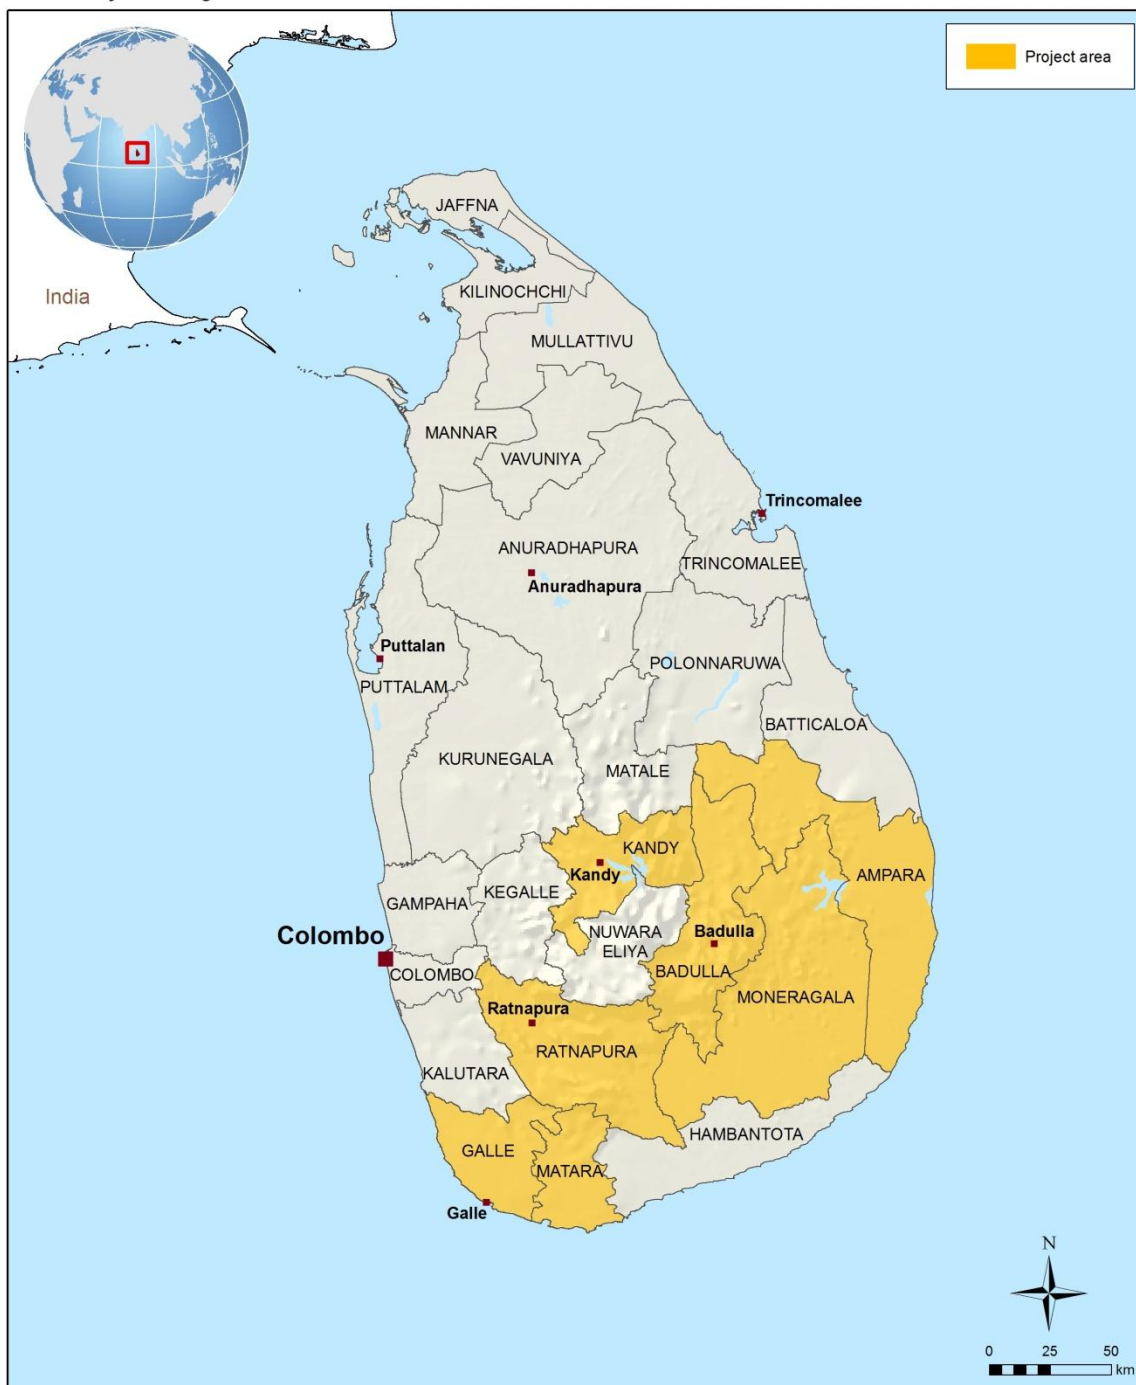 Project area
India
JAFFNA
KILINOCHCHI
MULLATTIVU
MANNAR
VAVUNIYA
Trincomalee
ANURADHAPURA
TRINCOMALEE
Anuradhapura
Puttalan
POLONNARUWA
PUTTALAM
BATTICALOA
KURUNEGALA
MATALE
KANDY
Kandy
AMPARA
KEGALLE
GAMPAHA
NUWARA
ELIYA
Badulla
Colombo
COLOMBO
BADULLA
MONERAGALA
Ratnapura
RATNAPURA
KALUTARA
HAMBANTOTA
GALLE
MATARA
Galle
N
0 25 50
km